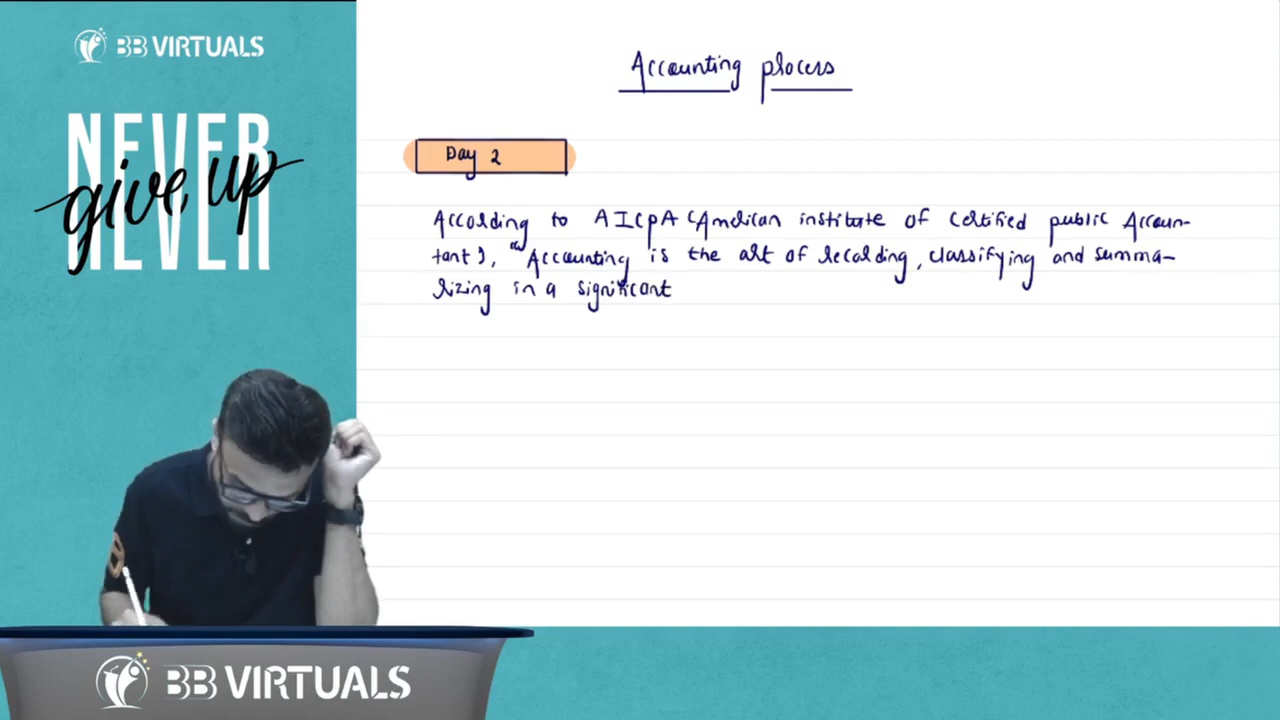 BB VIRTUALS
NEVER
give up
NEVER
Accounting process
Day 2
According to AICPA (American institute of certified public Accoun-
tant), "Accounting is the art of recording, classifying and summa-
rizing in a significant
BB VIRTUALS